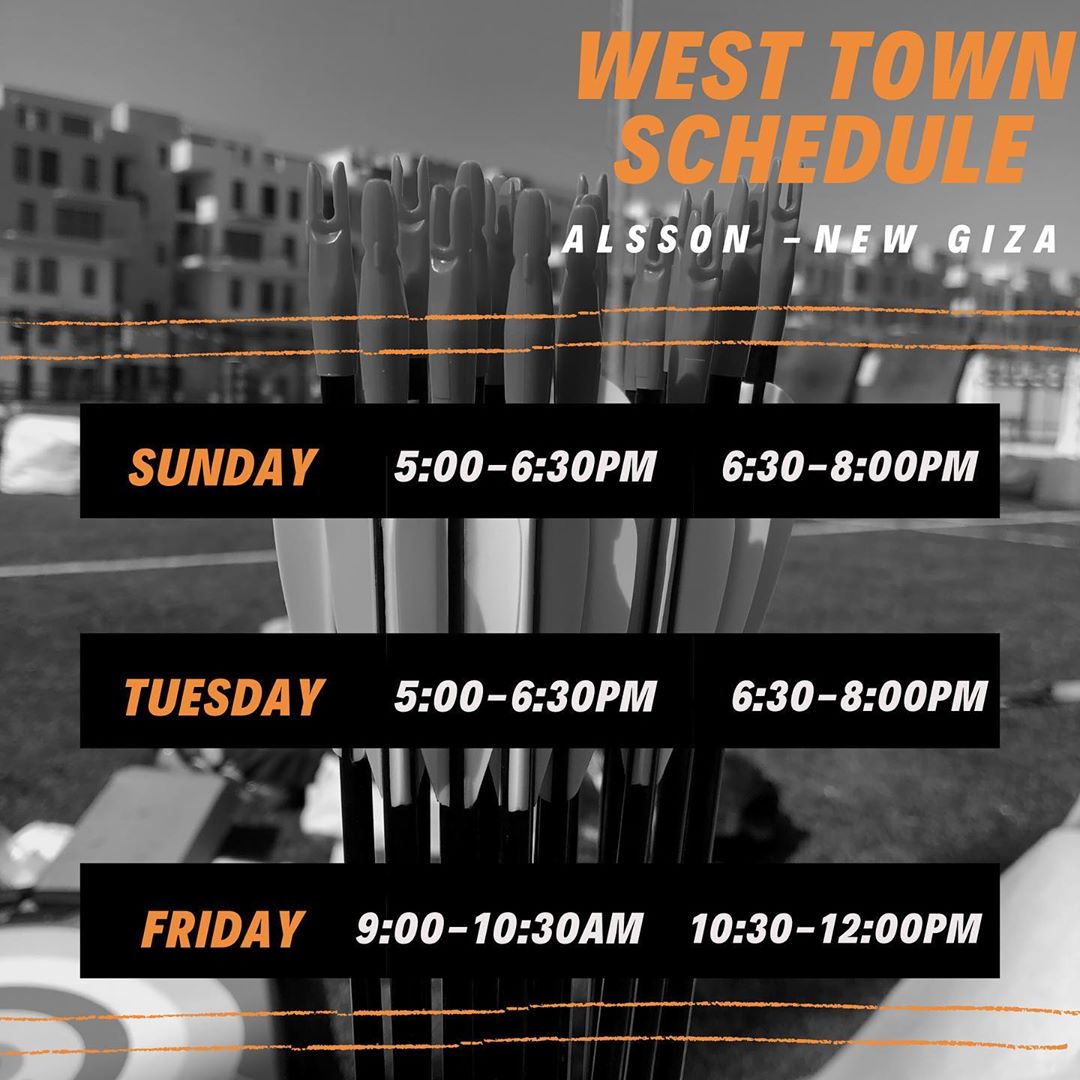 WEST TOWN
SCHEDULE
ALSSON -NEW GIZA
SUNDAY 5:00-6:30PM 6:30-8:00PM
TUESDAY 5:00-6:30PM 6:30-8:00PM
FRIDAY 9:00-10:30AM 10:30-12:00PM